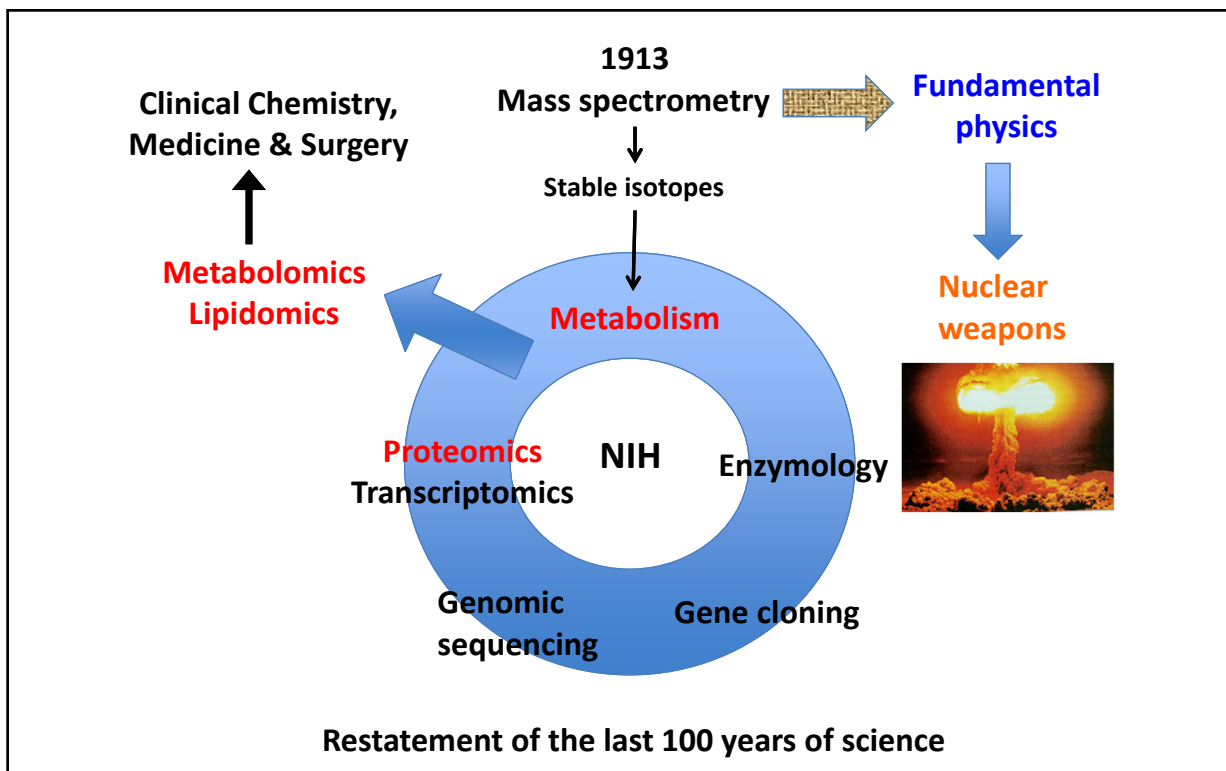 1913
Mass spectrometry
Fundamental
physics
Clinical Chemistry,
Medicine & Surgery
Stable isotopes
Metabolomics
Lipidomics
Nuclear
weapons
Metabolism
Proteomics
Transcriptomics
NIH
Enzymology
Genomic
sequencing
Gene cloning
Restatement of the last 100 years of science